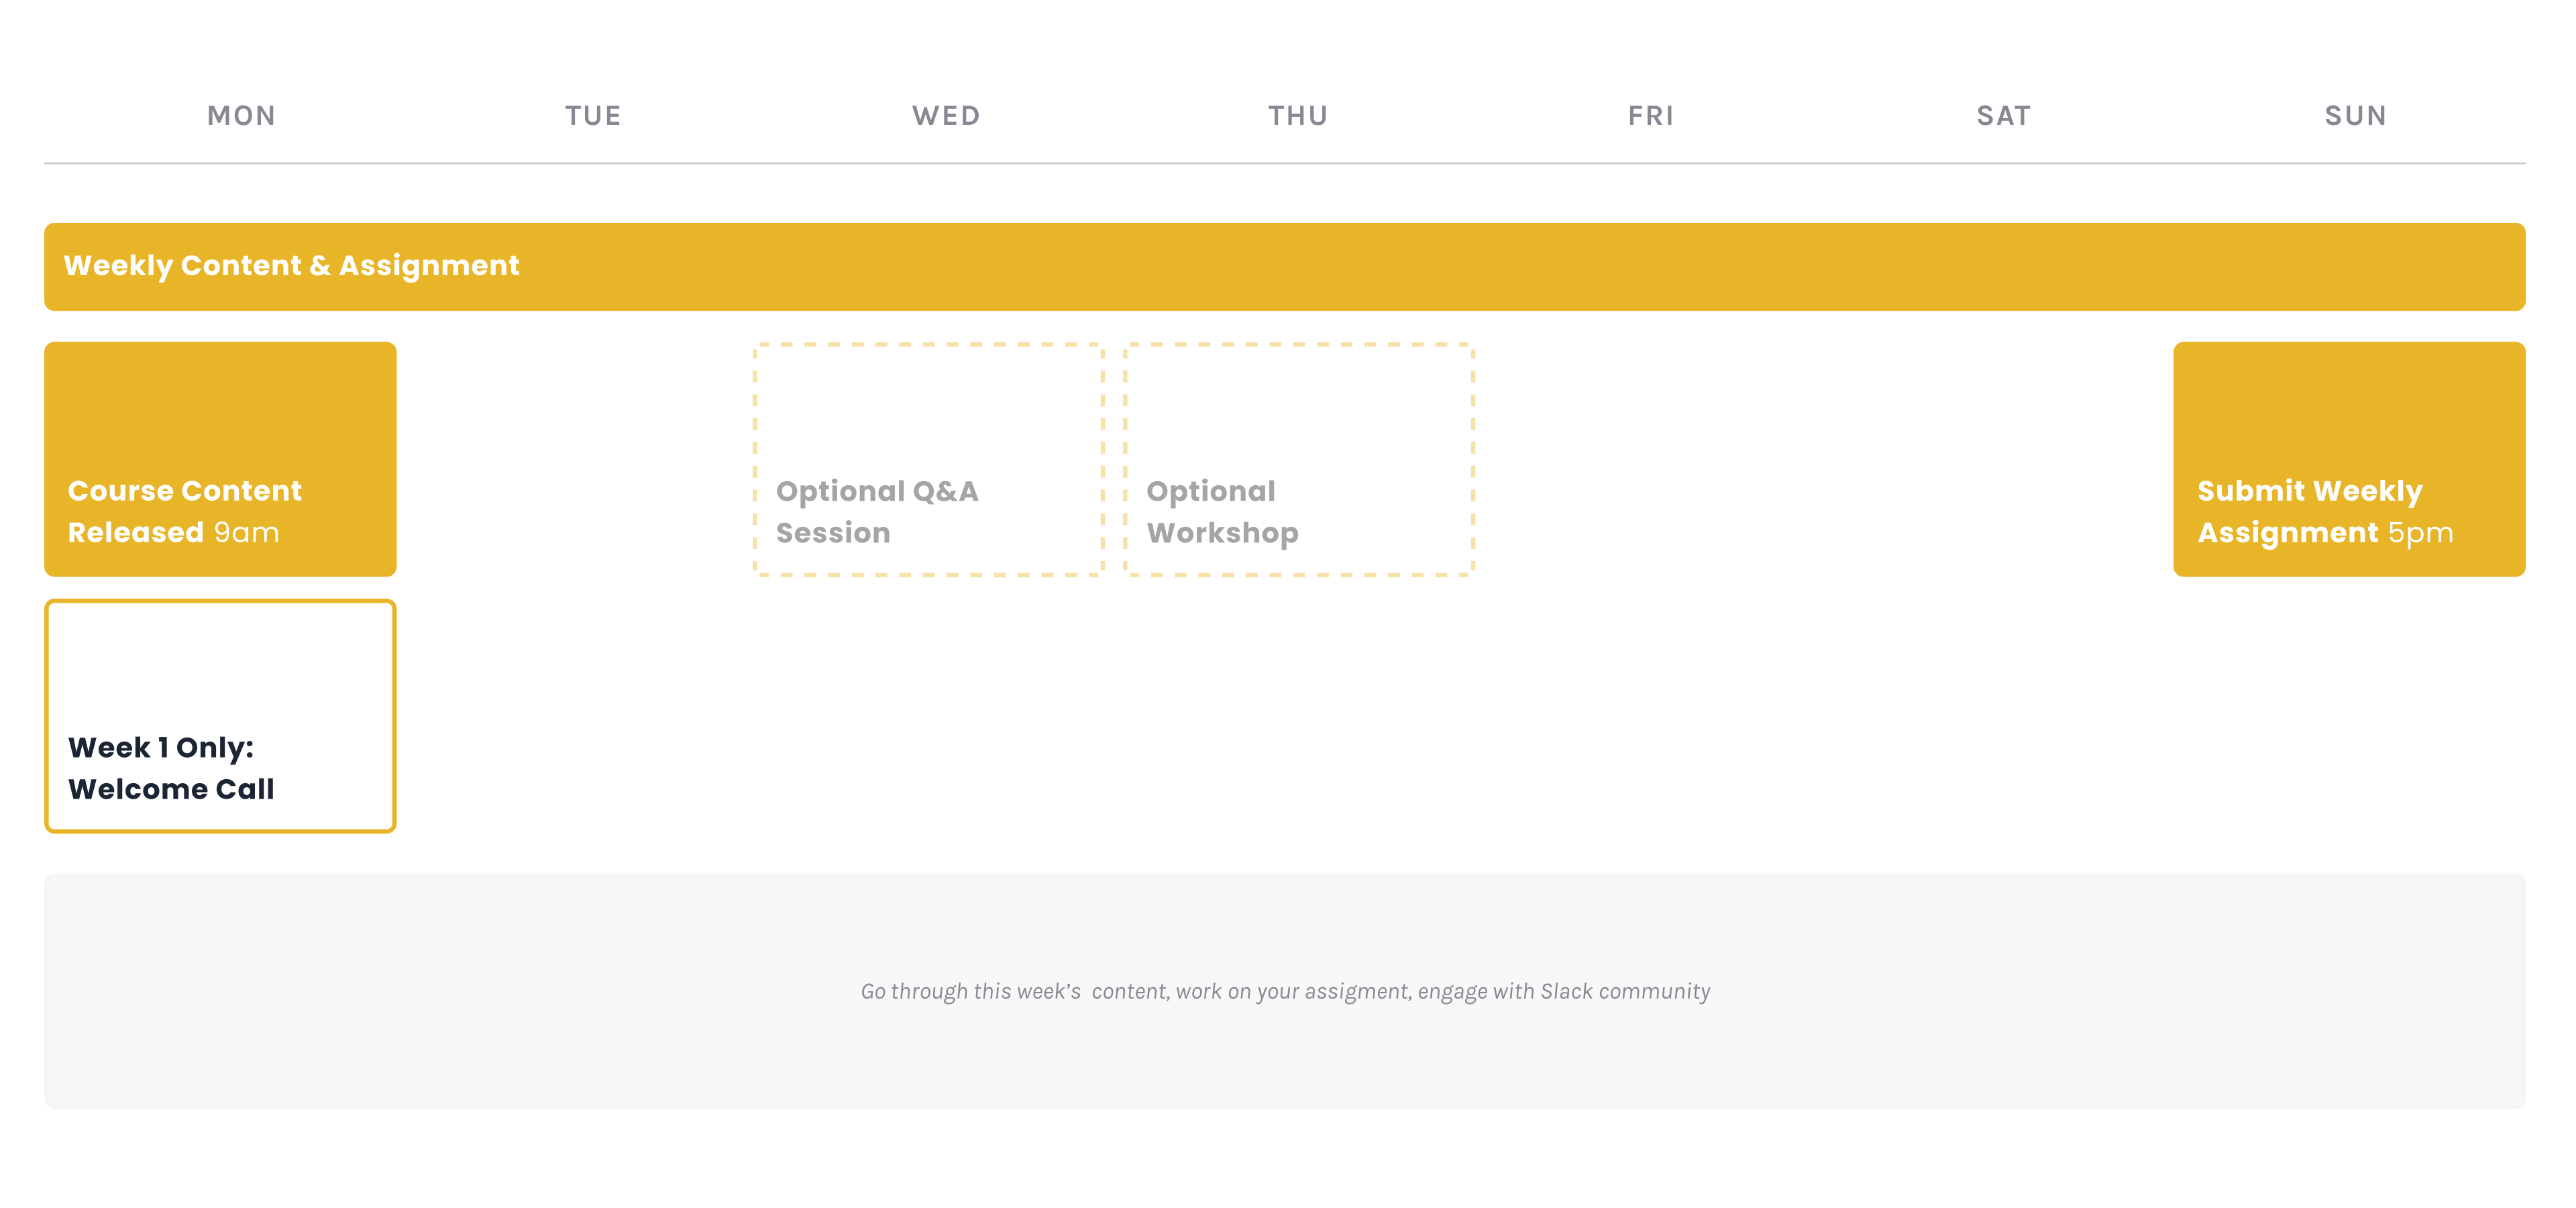 MON TUE WED THU FRI SAT SUN
Weekly Content & Assignment
Course Content
Released 9am
Optional Q&A
Session
Optional
Workshop
Submit Weekly
Assignment 5pm
Week 1 Only:
Welcome Call
Go through this week’s  content, work on your assigment, engage with Slack community